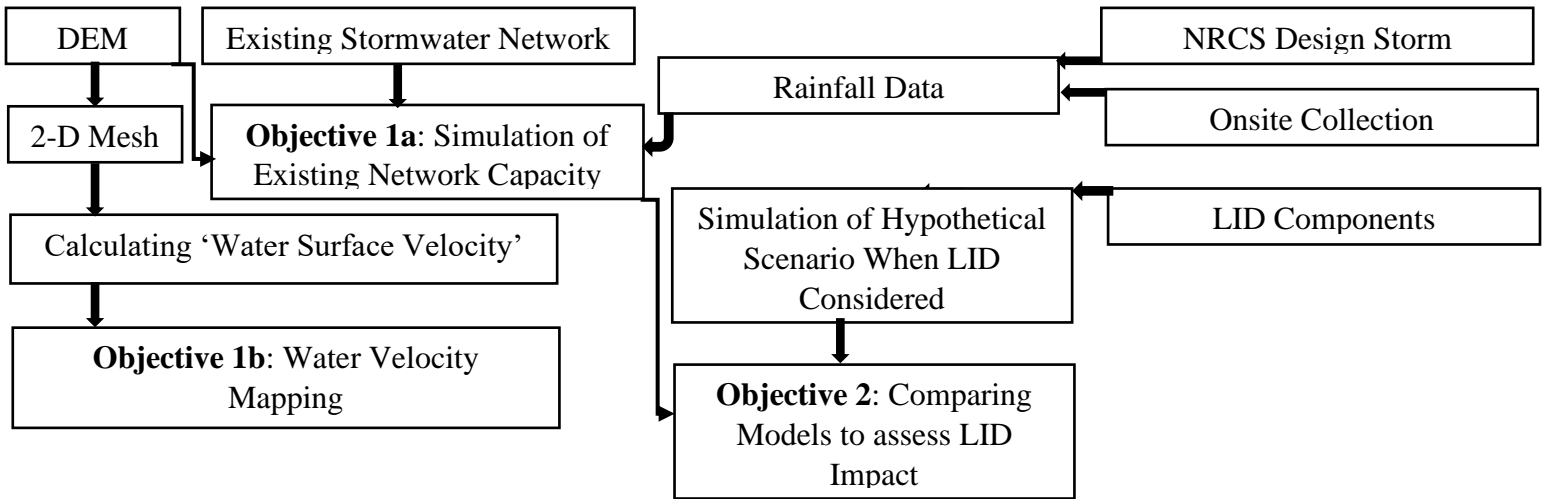 DEM
Existing Stormwater Network
NRCS Design Storm
Rainfall Data
Onsite Collection
2-D Mesh
Objective 1a: Simulation of
Existing Network Capacity
Simulation of Hypothetical
Scenario When LID
Considered
LID Components
Calculating ‘Water Surface Velocity’
Objective 1b: Water Velocity
Mapping
Objective 2: Comparing
Models to assess LID
Impact